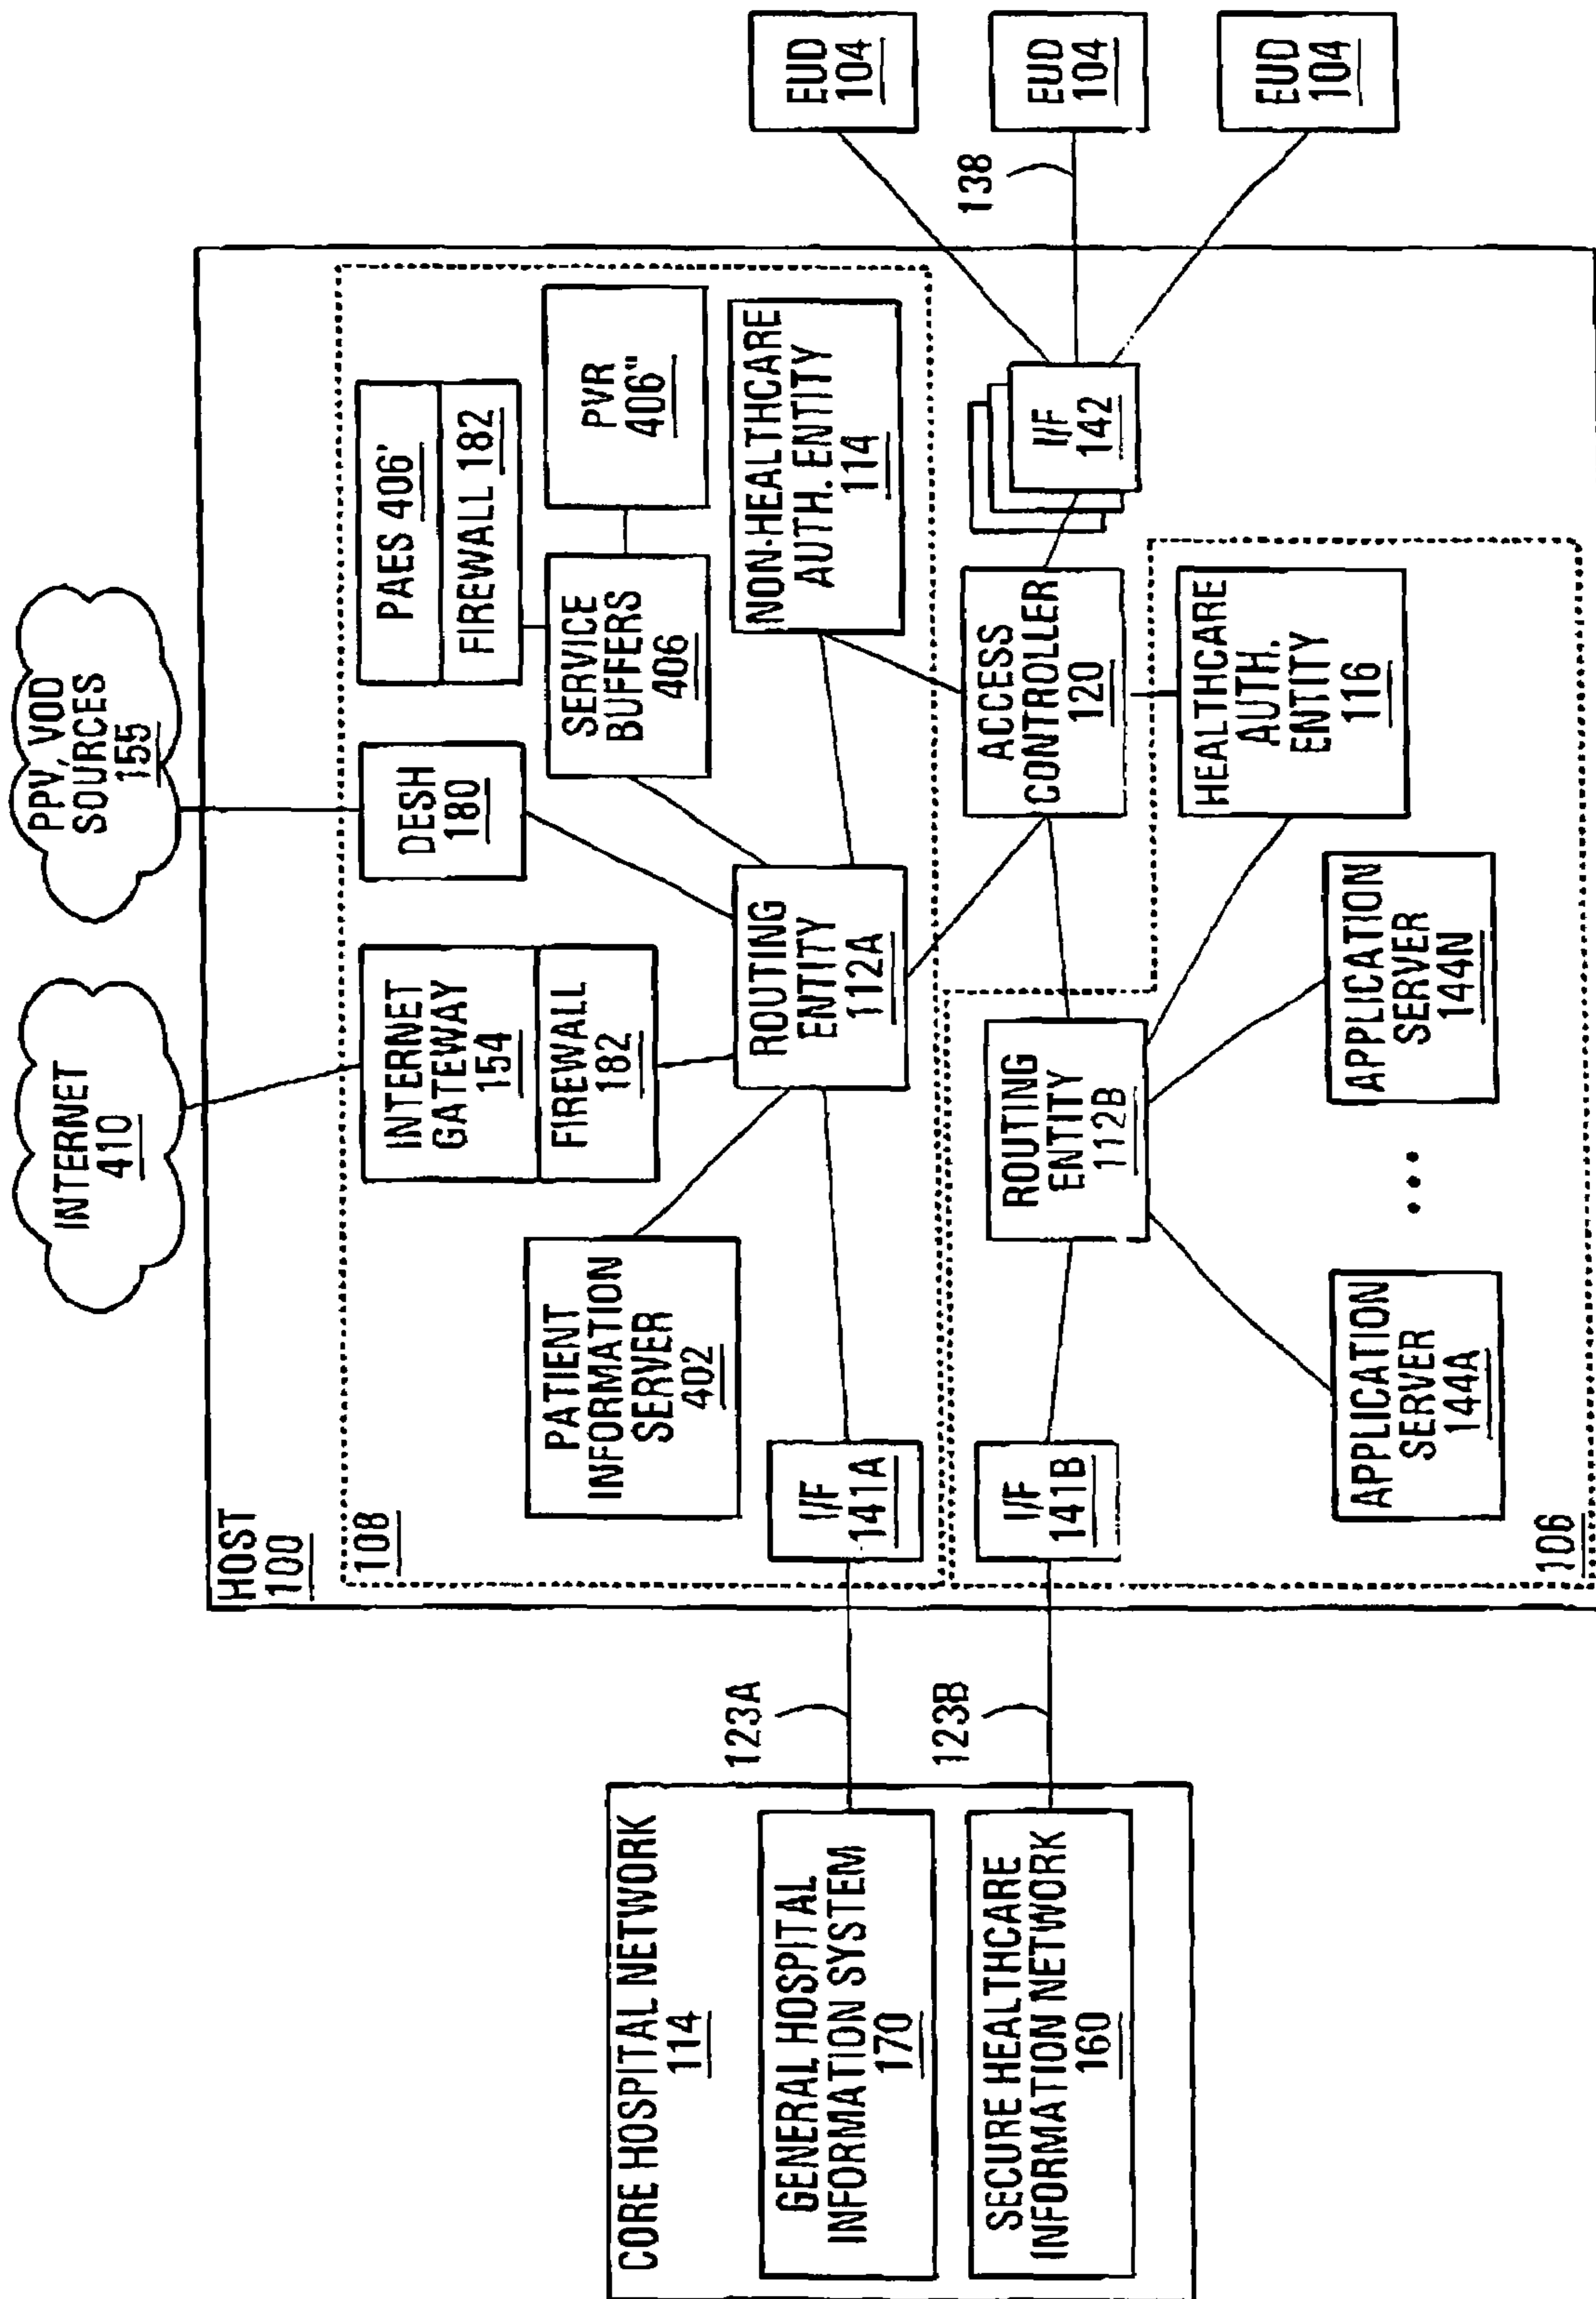 INTERNET
410
PPV, VOD
SOURCES
155
HOST
100
108
PATIENT
INFORMATION
SERVER
402
INTERNET
GATEWAY
154
FIREWALL
182
DESH
180
PAES 406'
FIREWALL 182
SERVICE
BUFFERS
406
PVR
406"
I/F
141A
ROUTING
ENTITY
112A
NON-HEALTHCARE
AUTH. ENTITY
114
CORE HOSPITAL NETWORK
114
GENERAL HOSPITAL
INFORMATION SYSTEM
170
SECURE HEALTHCARE
INFORMATION NETWORK
160
123A
123B
I/F
141B
ROUTING
ENTITY
112B
ACCESS
CONTROLLER
120
I/F
142
138
EUD
104
EUD
104
EUD
104
HEALTHCARE
AUTH.
ENTITY
116
APPLICATION
SERVER
144A
• • •
APPLICATION
SERVER
144N
106